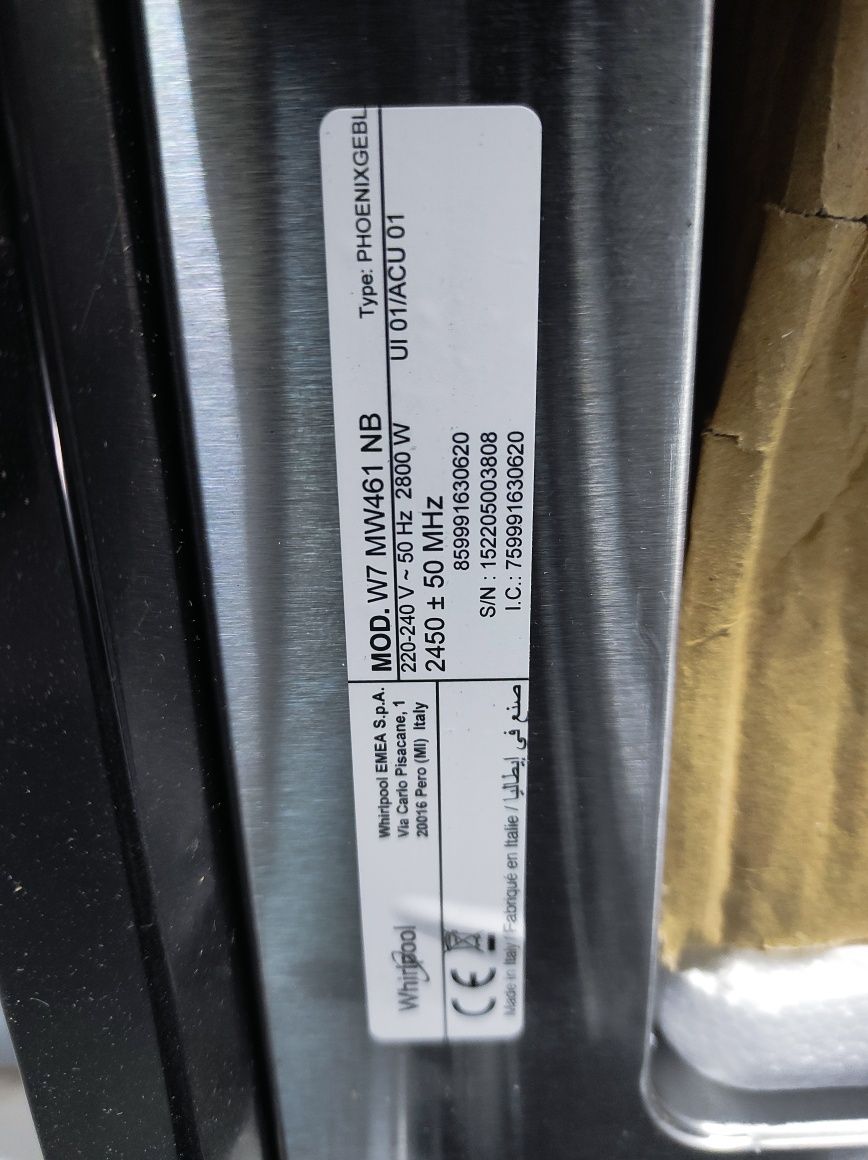 Whirlpool
Whirlpool EMEA S.p.A.
Via Carlo Pisacane, 1
20016 Pero (MI) Italy
CE
Made in Italy / Fabriqué en Italie / صنع في إيطاليا
MOD. W7 MW461 NB
Type: PHOENIXGEBL
220-240 V ~ 50 Hz 2800 W
UI 01/ACU 01
2450 ± 50 MHz
859991630620
S/N : 152205003808
I.C.: 759991630620